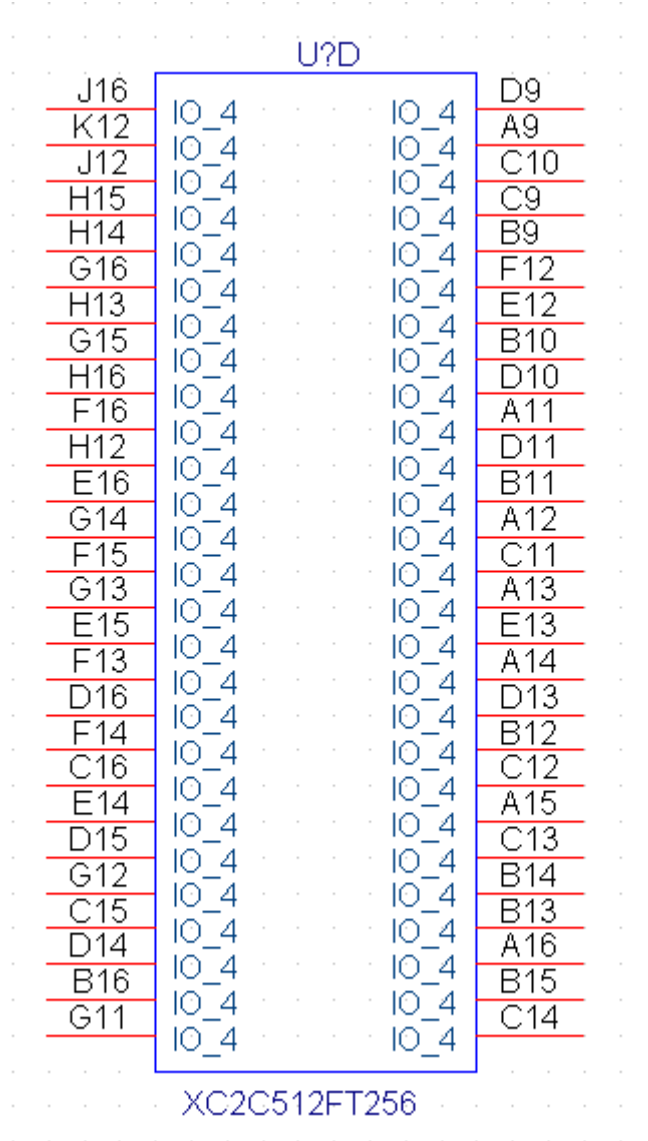 U?D
J16 IO_4 IO_4 D9
K12 IO_4 IO_4 A9
J12 IO_4 IO_4 C10
H15 IO_4 IO_4 C9
H14 IO_4 IO_4 B9
G16 IO_4 IO_4 F12
H13 IO_4 IO_4 E12
G15 IO_4 IO_4 B10
H16 IO_4 IO_4 D10
F16 IO_4 IO_4 A11
H12 IO_4 IO_4 D11
E16 IO_4 IO_4 B11
G14 IO_4 IO_4 A12
F15 IO_4 IO_4 C11
G13 IO_4 IO_4 A13
E15 IO_4 IO_4 E13
F13 IO_4 IO_4 A14
D16 IO_4 IO_4 D13
F14 IO_4 IO_4 B12
C16 IO_4 IO_4 C12
E14 IO_4 IO_4 A15
D15 IO_4 IO_4 C13
G12 IO_4 IO_4 B14
C15 IO_4 IO_4 B13
D14 IO_4 IO_4 A16
B16 IO_4 IO_4 B15
G11 IO_4 IO_4 C14
XC2C512FT256